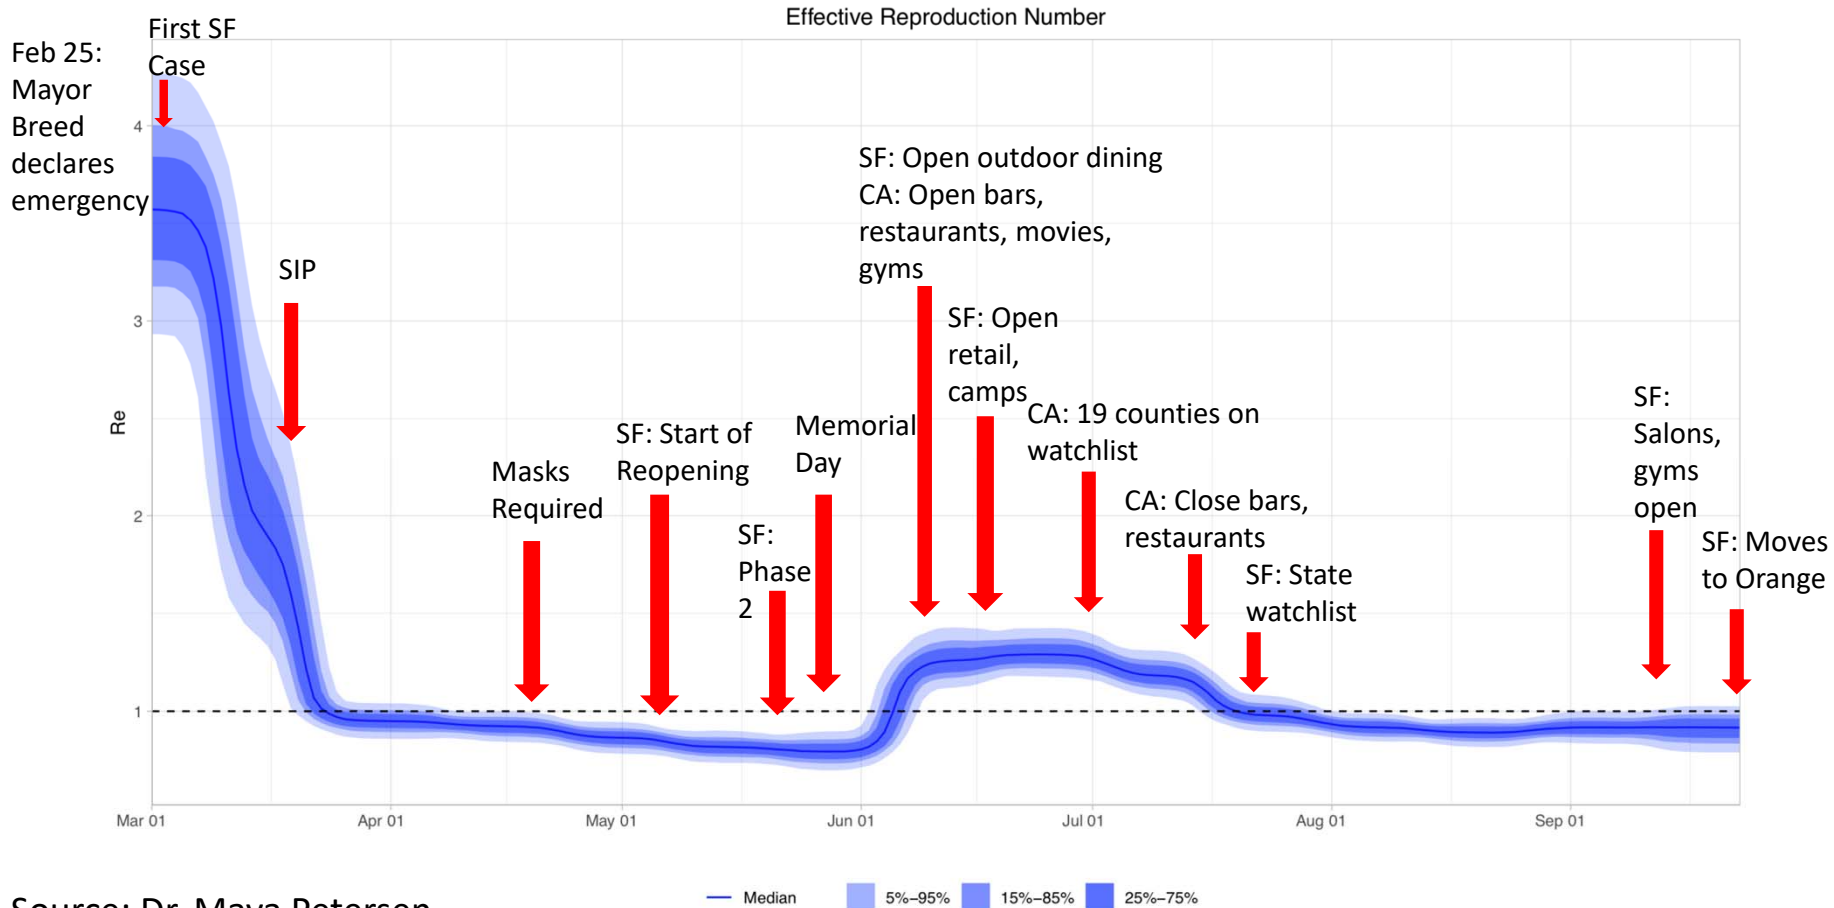 Effective Reproduction Number
First SF
Case
Feb 25:
Mayor
Breed
declares
emergency
SIP
Masks
Required
SF: Start of
Reopening
SF:
Phase
2
Memorial
Day
SF: Open outdoor dining
CA: Open bars,
restaurants, movies,
gyms
SF: Open
retail,
camps
CA: 19 counties on
watchlist
CA: Close bars,
restaurants
SF: State
watchlist
SF:
Salons,
gyms
open
SF: Moves
to Orange
Re
4
3
2
1
Mar 01
Apr 01
May 01
Jun 01
Jul 01
Aug 01
Sep 01
Median
5%–95%
15%–85%
25%–75%
Source: Dr. Maya Petersen